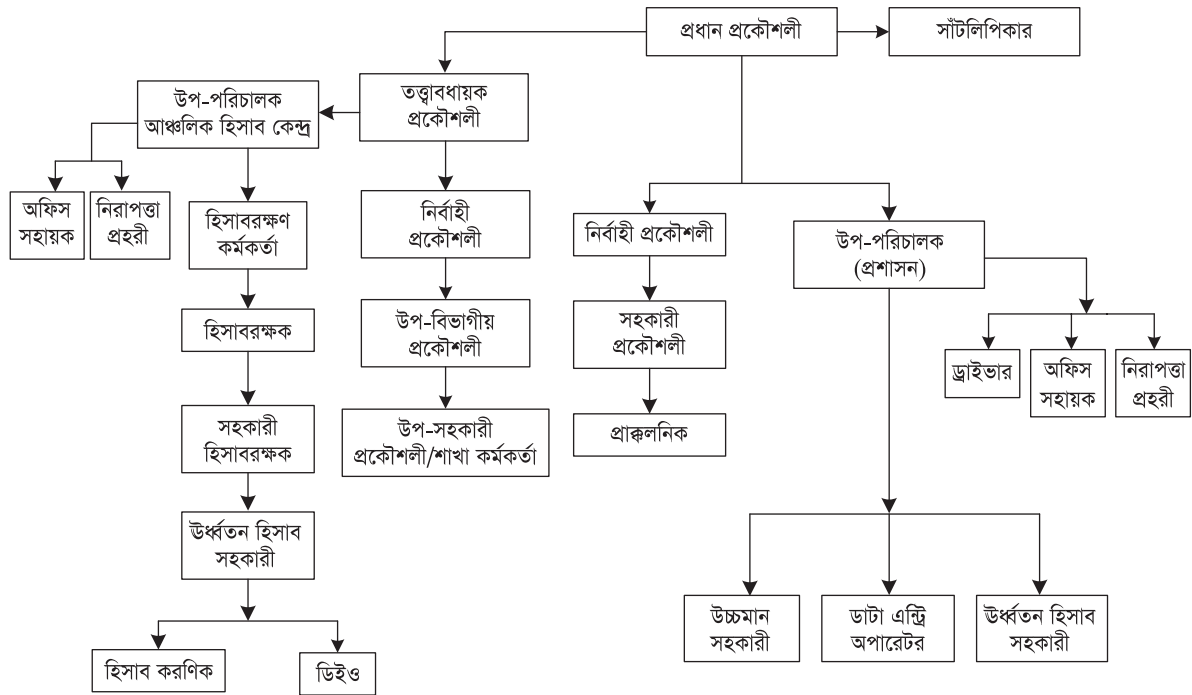 প্রধান প্রকৌশলী
সাঁটলিপিকার
তত্ত্বাবধায়ক
প্রকৌশলী
উপ-পরিচালক
আঞ্চলিক হিসাব কেন্দ্র
অফিস
সহায়ক
নিরাপত্তা
প্রহরী
হিসাবরক্ষণ
কর্মকর্তা
নির্বাহী
প্রকৌশলী
নির্বাহী প্রকৌশলী
উপ-পরিচালক
(প্রশাসন)
হিসাবরক্ষক
উপ-বিভাগীয়
প্রকৌশলী
সহকারী
প্রকৌশলী
ড্রাইভার
অফিস
সহায়ক
নিরাপত্তা
প্রহরী
সহকারী
হিসাবরক্ষক
উপ-সহকারী
প্রকৌশলী/শাখা কর্মকর্তা
প্রাক্কলনিক
ঊর্ধ্বতন হিসাব
সহকারী
উচ্চমান
সহকারী
ডাটা এন্ট্রি
অপারেটর
ঊর্ধ্বতন হিসাব
সহকারী
হিসাব করণিক
ডিইও